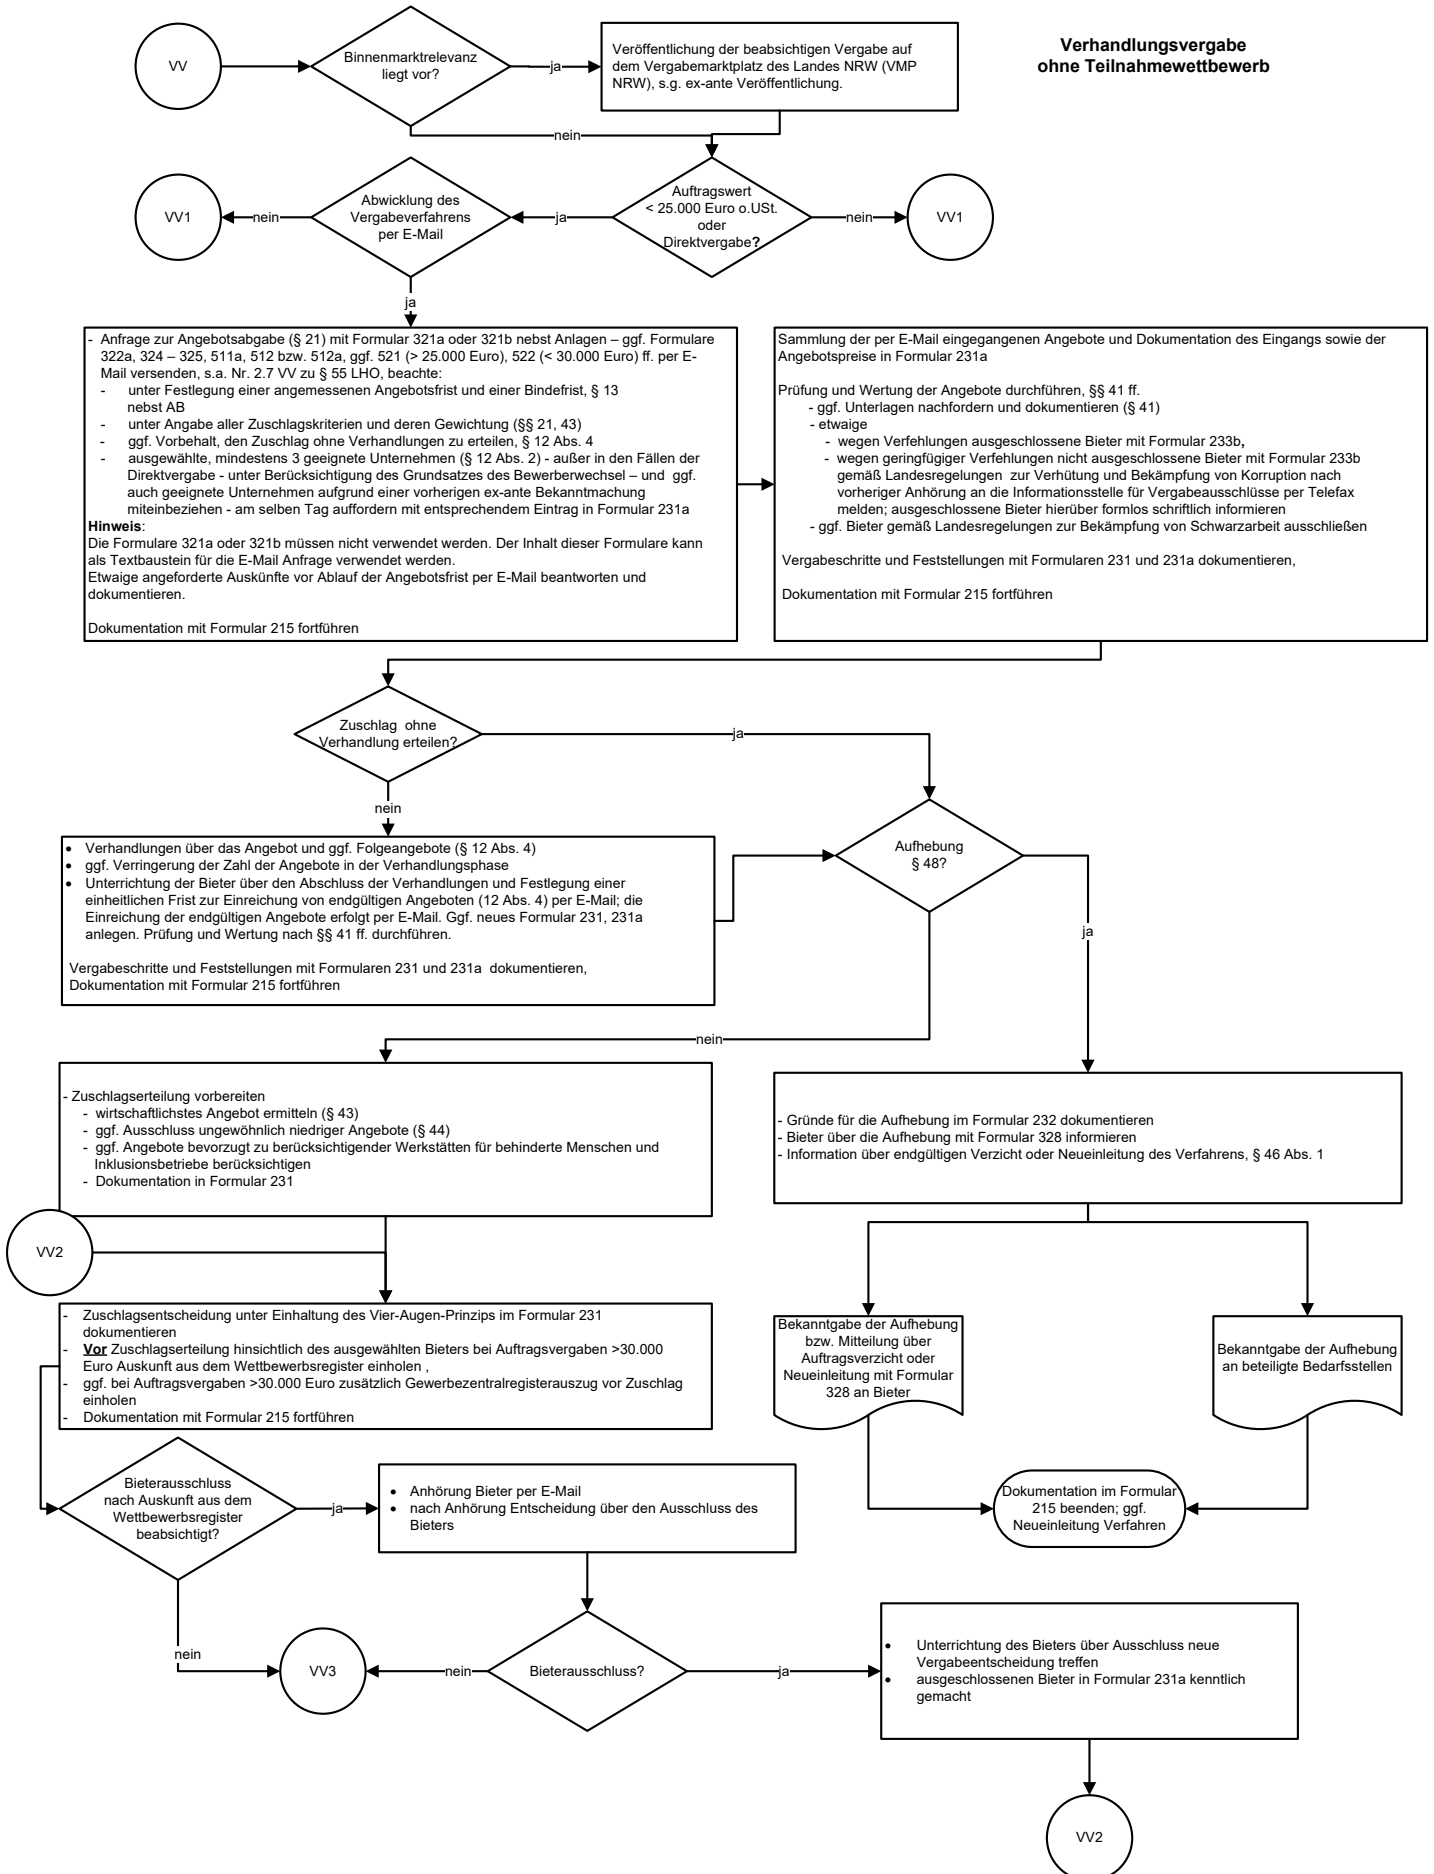 Verhandlungsvergabe
ohne Teilnahmewettbewerb
VV
Binnenmarktrelevanz
liegt vor?
ja
Veröffentlichung der beabsichtigen Vergabe auf
dem Vergabemarktplatz des Landes NRW (VMP
NRW), s.g. ex-ante Veröffentlichung.
nein
VV1
nein
Abwicklung des
Vergabeverfahrens
per E-Mail
ja
Auftragswert
< 25.000 Euro o.USt.
oder
Direktvergabe?
nein
VV1
ja
- Anfrage zur Angebotsabgabe (§ 21) mit Formular 321a oder 321b nebst Anlagen – ggf. Formulare
322a, 324 – 325, 511a, 512 bzw. 512a, ggf. 521 (> 25.000 Euro), 522 (< 30.000 Euro) ff. per E-
Mail versenden, s.a. Nr. 2.7 VV zu § 55 LHO, beachte:
- unter Festlegung einer angemessenen Angebotsfrist und einer Bindefrist, § 13
nebst AB
- unter Angabe aller Zuschlagskriterien und deren Gewichtung (§§ 21, 43)
- ggf. Vorbehalt, den Zuschlag ohne Verhandlungen zu erteilen, § 12 Abs. 4
- ausgewählte, mindestens 3 geeignete Unternehmen (§ 12 Abs. 2) - außer in den Fällen der
Direktvergabe - unter Berücksichtigung des Grundsatzes des Bewerberwechsel – und ggf.
auch geeignete Unternehmen aufgrund einer vorherigen ex-ante Bekanntmachung
miteinbeziehen - am selben Tag auffordern mit entsprechendem Eintrag in Formular 231a
Hinweis:
Die Formulare 321a oder 321b müssen nicht verwendet werden. Der Inhalt dieser Formulare kann
als Textbaustein für die E-Mail Anfrage verwendet werden.
Etwaige angeforderte Auskünfte vor Ablauf der Angebotsfrist per E-Mail beantworten und
dokumentieren.
Dokumentation mit Formular 215 fortführen
Sammlung der per E-Mail eingegangenen Angebote und Dokumentation des Eingangs sowie der
Angebotspreise in Formular 231a
Prüfung und Wertung der Angebote durchführen, §§ 41 ff.
- ggf. Unterlagen nachfordern und dokumentieren (§ 41)
- etwaige
- wegen Verfehlungen ausgeschlossene Bieter mit Formular 233b,
- wegen geringfügiger Verfehlungen nicht ausgeschlossene Bieter mit Formular 233b
gemäß Landesregelungen zur Verhütung und Bekämpfung von Korruption nach
vorheriger Anhörung an die Informationsstelle für Vergabeausschlüsse per Telefax
melden; ausgeschlossene Bieter hierüber formlos schriftlich informieren
- ggf. Bieter gemäß Landesregelungen zur Bekämpfung von Schwarzarbeit ausschließen
Vergabeschritte und Feststellungen mit Formularen 231 und 231a dokumentieren,
Dokumentation mit Formular 215 fortführen
Zuschlag ohne
Verhandlung erteilen?
ja
nein
• Verhandlungen über das Angebot und ggf. Folgeangebote (§ 12 Abs. 4)
• ggf. Verringerung der Zahl der Angebote in der Verhandlungsphase
• Unterrichtung der Bieter über den Abschluss der Verhandlungen und Festlegung einer
einheitlichen Frist zur Einreichung von endgültigen Angeboten (12 Abs. 4) per E-Mail; die
Einreichung der endgültigen Angebote erfolgt per E-Mail. Ggf. neues Formular 231, 231a
anlegen. Prüfung und Wertung nach §§ 41 ff. durchführen.
Vergabeschritte und Feststellungen mit Formularen 231 und 231a dokumentieren,
Dokumentation mit Formular 215 fortführen
Aufhebung
§ 48?
ja
nein
- Zuschlagserteilung vorbereiten
- wirtschaftlichstes Angebot ermitteln (§ 43)
- ggf. Ausschluss ungewöhnlich niedriger Angebote (§ 44)
- ggf. Angebote bevorzugt zu berücksichtigender Werkstätten für behinderte Menschen und
Inklusionsbetriebe berücksichtigen
- Dokumentation in Formular 231
- Gründe für die Aufhebung im Formular 232 dokumentieren
- Bieter über die Aufhebung mit Formular 328 informieren
- Information über endgültigen Verzicht oder Neueinleitung des Verfahrens, § 46 Abs. 1
VV2
- Zuschlagsentscheidung unter Einhaltung des Vier-Augen-Prinzips im Formular 231
dokumentieren
- Vor Zuschlagserteilung hinsichtlich des ausgewählten Bieters bei Auftragsvergaben >30.000
Euro Auskunft aus dem Wettbewerbsregister einholen ,
- ggf. bei Auftragsvergaben >30.000 Euro zusätzlich Gewerbezentralregisterauszug vor Zuschlag
einholen
- Dokumentation mit Formular 215 fortführen
Bekanntgabe der Aufhebung
bzw. Mitteilung über
Auftragsverzicht oder
Neueinleitung mit Formular
328 an Bieter
Bekanntgabe der Aufhebung
an beteiligte Bedarfsstellen
Bieterausschluss
nach Auskunft aus dem
Wettbewerbsregister
beabsichtigt?
ja
• Anhörung Bieter per E-Mail
• nach Anhörung Entscheidung über den Ausschluss des
Bieters
Dokumentation im Formular
215 beenden; ggf.
Neueinleitung Verfahren
nein
VV3
nein
Bieterausschluss?
ja
• Unterrichtung des Bieters über Ausschluss neue
Vergabeentscheidung treffen
• ausgeschlossenen Bieter in Formular 231a kenntlich
gemacht
VV2